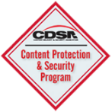 CDSA
Content Protection
& Security
Program